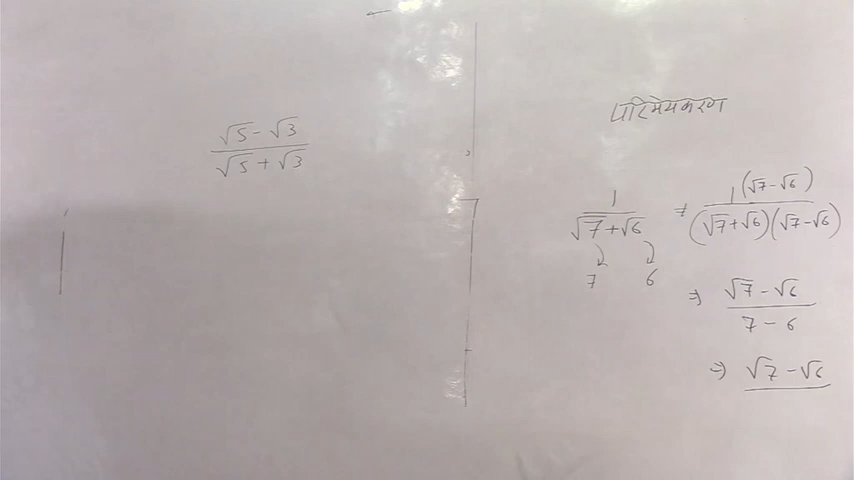 √5 - √3
√5 + √3
परिमेयकरण
1
√7 + √6
7 6
⇒ 1 (√7 - √6)
(√7 + √6) (√7 - √6)
⇒ √7 - √6
7 - 6
⇒ √7 - √6